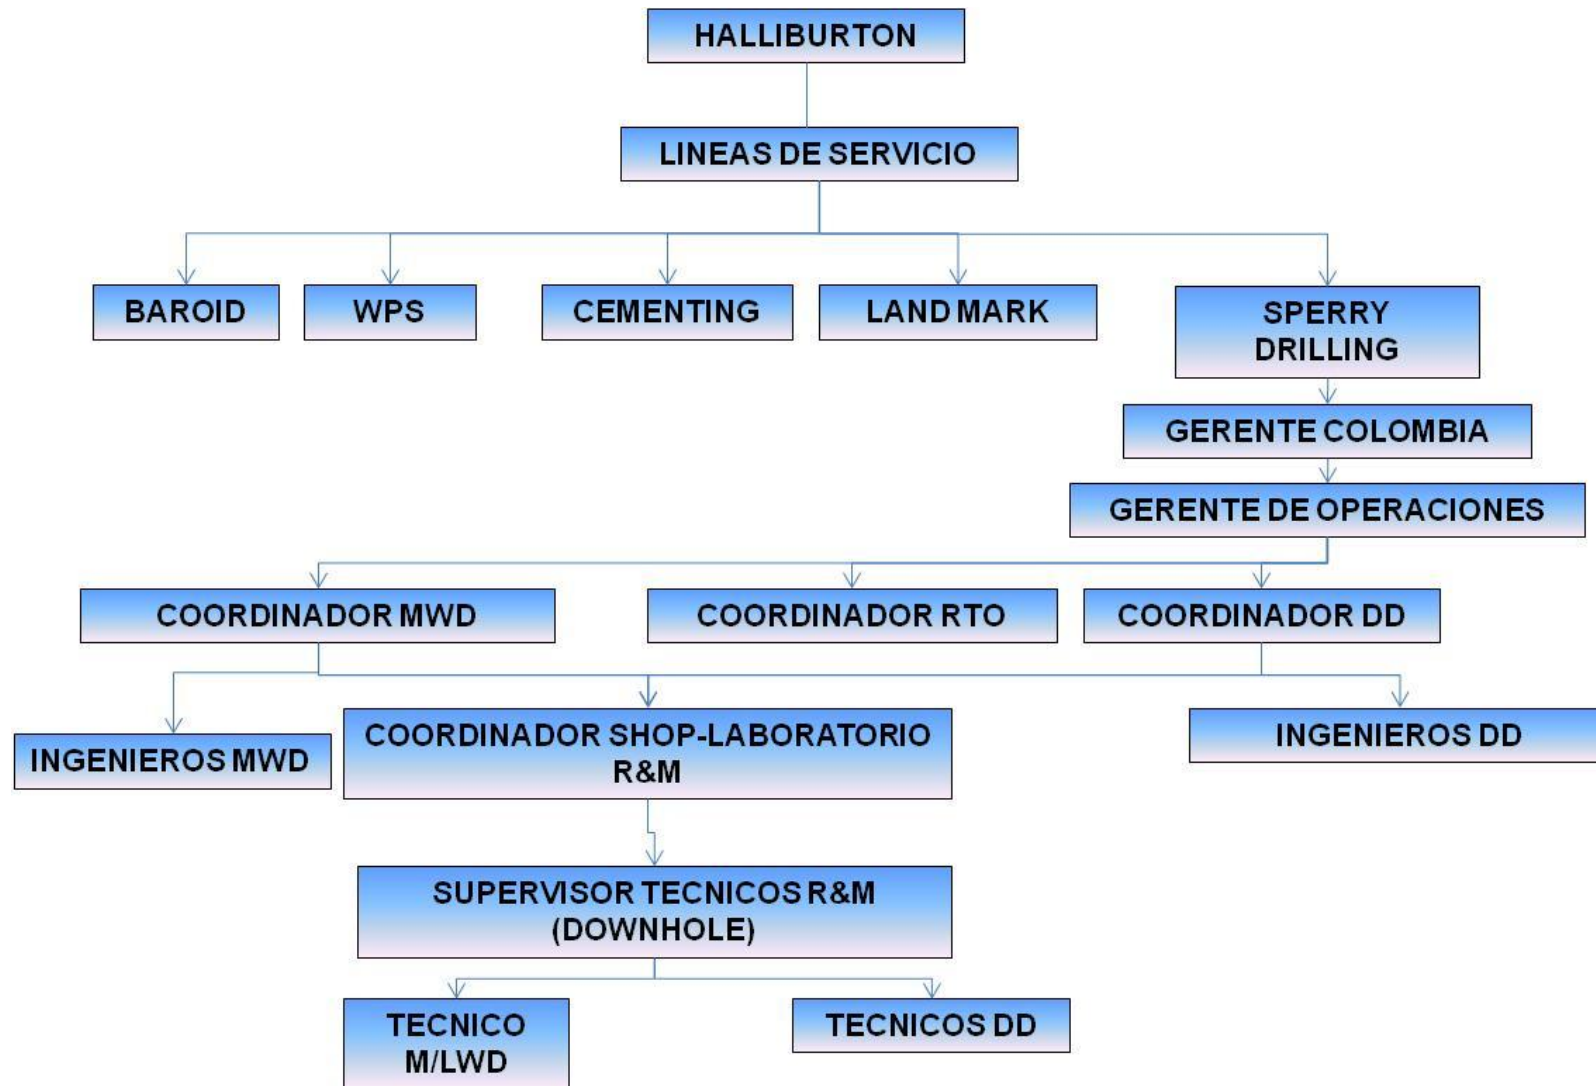 HALLIBURTON
LINEAS DE SERVICIO
BAROID
WPS
CEMENTING
LAND MARK
SPERRY
DRILLING
GERENTE COLOMBIA
GERENTE DE OPERACIONES
COORDINADOR MWD
COORDINADOR RTO
COORDINADOR DD
INGENIEROS MWD
COORDINADOR SHOP-LABORATORIO
R&M
INGENIEROS DD
SUPERVISOR TECNICOS R&M
(DOWNHOLE)
TECNICO
M/LWD
TECNICOS DD